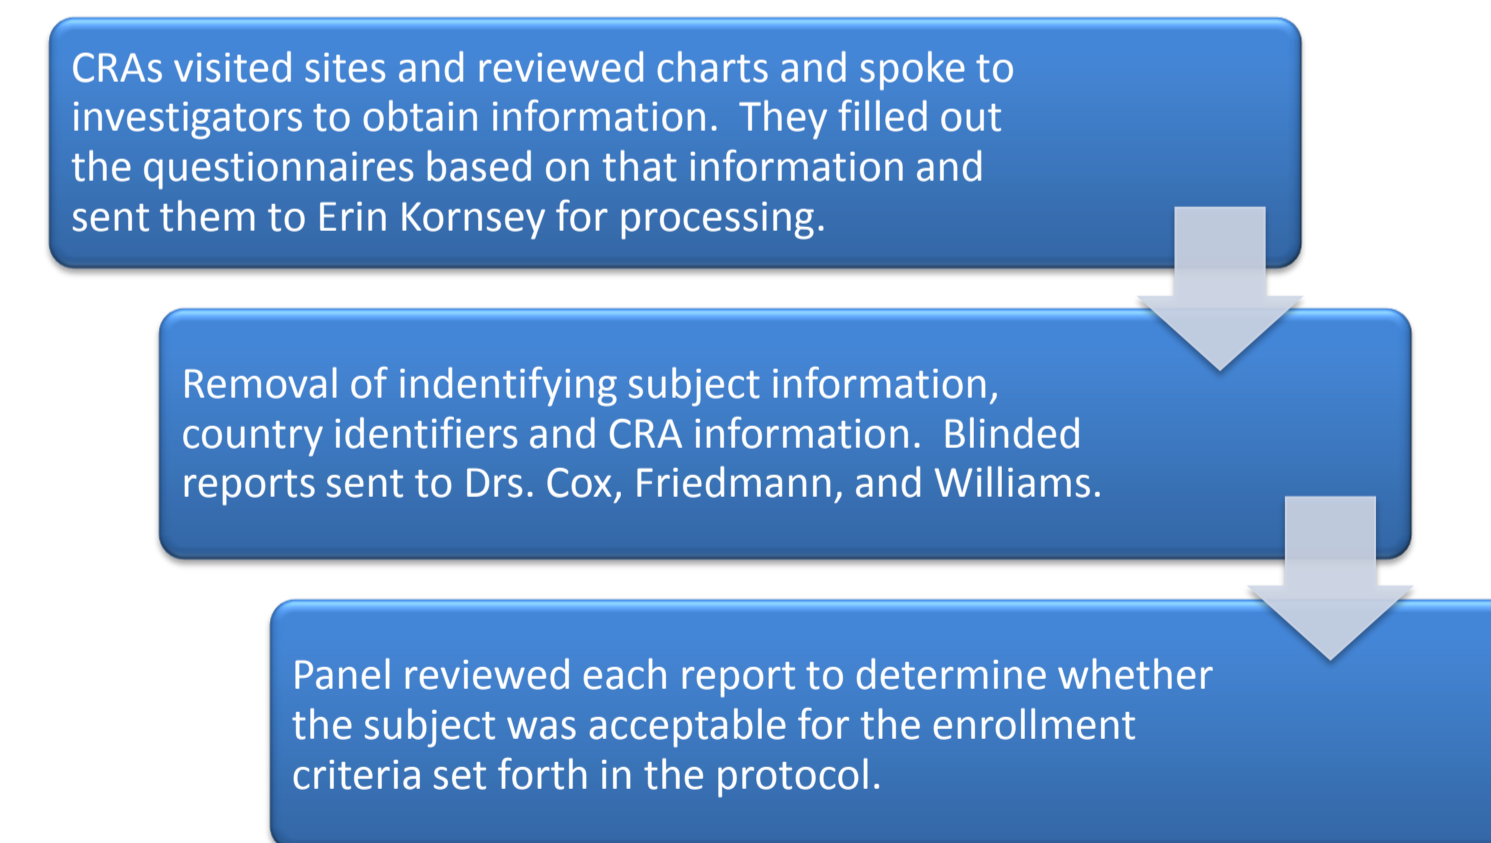 CRAs visited sites and reviewed charts and spoke to
investigators to obtain information.  They filled out
the questionnaires based on that information and
sent them to Erin Kornsey for processing.
Removal of indentifying subject information,
country identifiers and CRA information.  Blinded
reports sent to Drs. Cox, Friedmann, and Williams.
Panel reviewed each report to determine whether
the subject was acceptable for the enrollment
criteria set forth in the protocol.